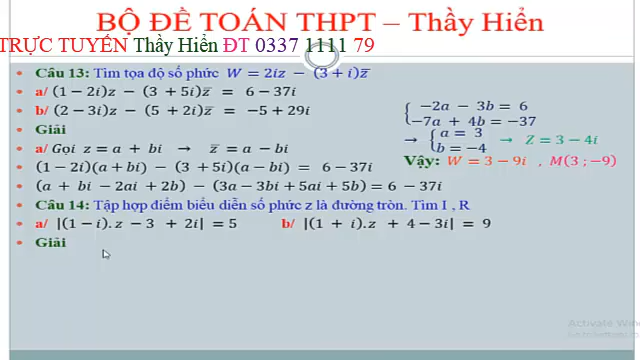 BỘ ĐỀ TOÁN THPT – Thầy Hiển
TRỰC TUYẾN Thầy Hiển ĐT 0337 1111 79
Câu 13: Tìm tọa độ số phức W = 2iz − (3 + i)z̅
a/ (1 − 2i)z − (3 + 5i)z̅ = 6 − 37i
b/ (2 − 3i)z − (5 + 2i)z̅ = −5 + 29i
Giải
a/ Gọi z = a + bi → z̅ = a − bi
(1 − 2i)(a + bi) − (3 + 5i)(a − bi) = 6 − 37i
(a + bi − 2ai + 2b) − (3a − 3bi + 5ai + 5b) = 6 − 37i
{ −2a − 3b = 6
−7a + 4b = −37
→ { a = 3
b = −4 → Z = 3 − 4i
Vậy: W = 3 − 9i , M(3 ; −9)
Câu 14: Tập hợp điểm biểu diễn số phức z là đường tròn. Tìm I , R
a/ |(1 − i). z − 3 + 2i| = 5 b/ |(1 + i). z + 4 − 3i| = 9
Giải
Activate Win